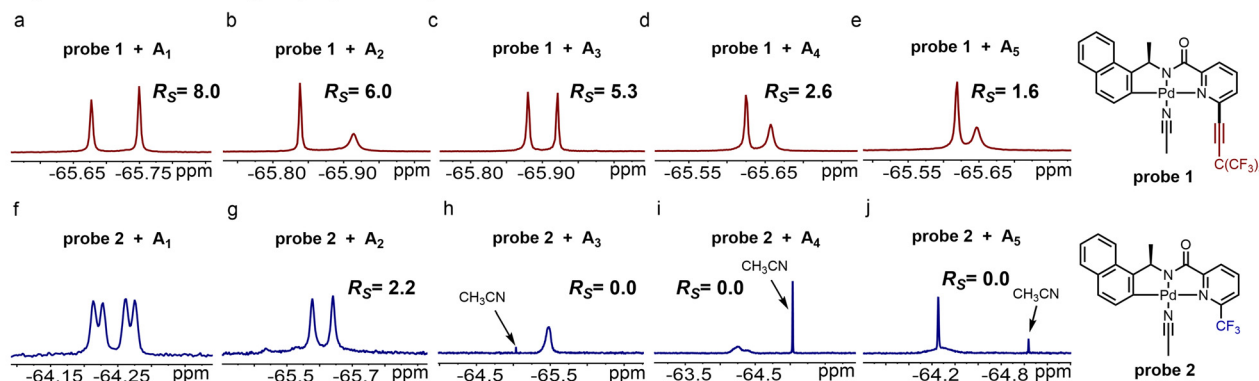 a
probe 1 + A₁
Rₛ= 8.0
-65.65 -65.75 ppm
b
probe 1 + A₂
Rₛ= 6.0
-65.80 -65.90 ppm
c
probe 1 + A₃
Rₛ= 5.3
-65.80 -65.90 ppm
d
probe 1 + A₄
Rₛ= 2.6
-65.55 -65.65 ppm
e
probe 1 + A₅
Rₛ= 1.6
-65.55 -65.65 ppm
O
N
Pd
N
N
C(CF₃)
probe 1
f
probe 2 + A₁
-64.15 -64.25 ppm
g
probe 2 + A₂
Rₛ= 2.2
-65.5 -65.7 ppm
h
probe 2 + A₃
Rₛ= 0.0
CH₃CN
-64.5 -65.5 ppm
i
probe 2 + A₄
CH₃CN
Rₛ= 0.0
-63.5 -64.5 ppm
j
probe 2 + A₅
Rₛ= 0.0
CH₃CN
-64.2 -64.8 ppm
O
N
Pd
N
N
CF₃
probe 2